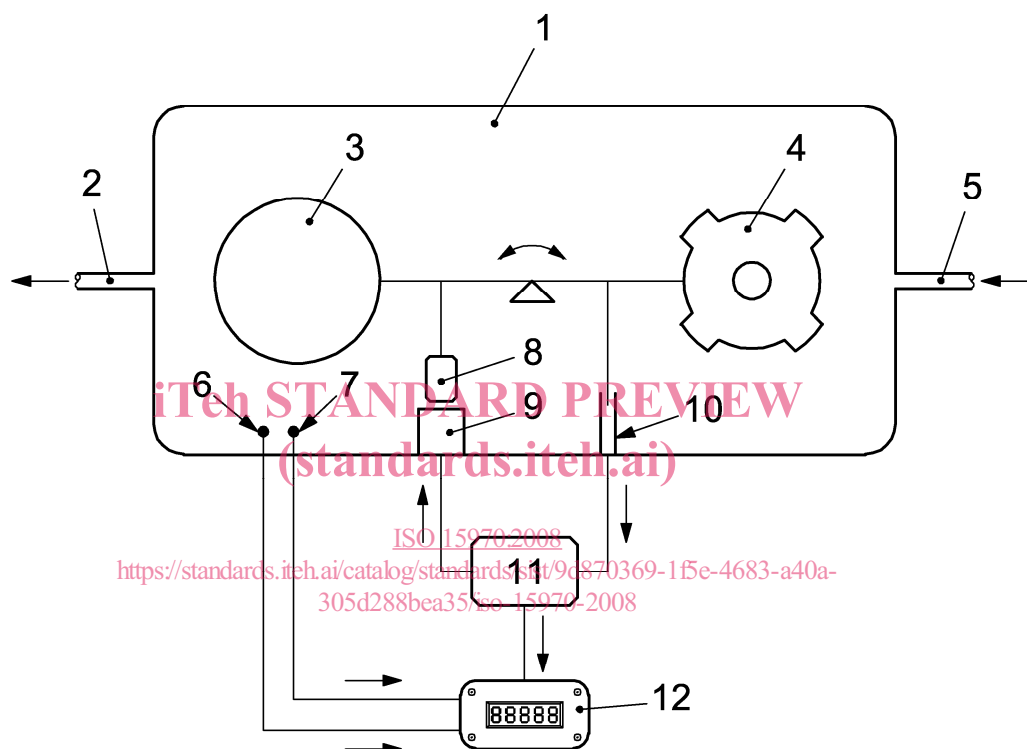 1
3
4
2
5
8
6
7
iTeh STANDARD PREVIEW
9
10
(standards.iteh.ai)
ISO 15970:2008
11
https://standards.iteh.ai/catalog/standards/sist/9d870369-1f5e-4683-a40a-
305d288bea35/iso-15970-2008
12
88888